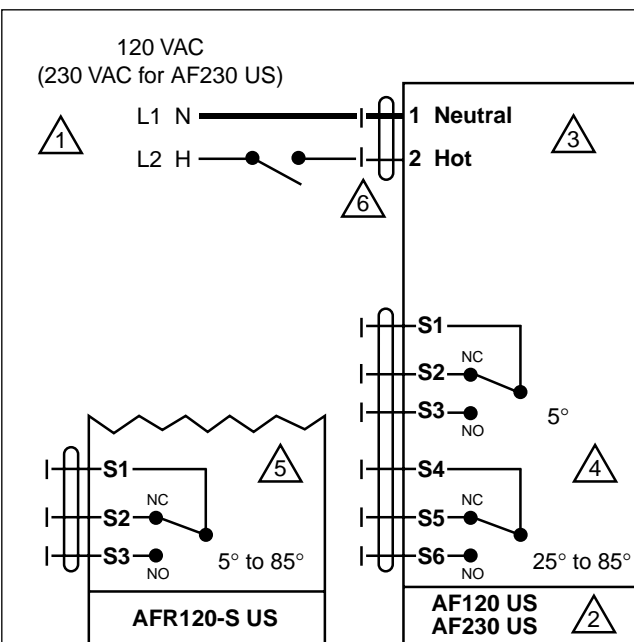 120 VAC
(230 VAC for AF230 US)
L1 N
1 Neutral
1
3
L2 H
2 Hot
6
S1
S2
NC
S3
NO
5°
S4
4
S5
NC
S6
NO
25° to 85°
AF120 US
AF230 US
2
S1
5
S2
NC
S3
NO
5° to 85°
AFR120-S US